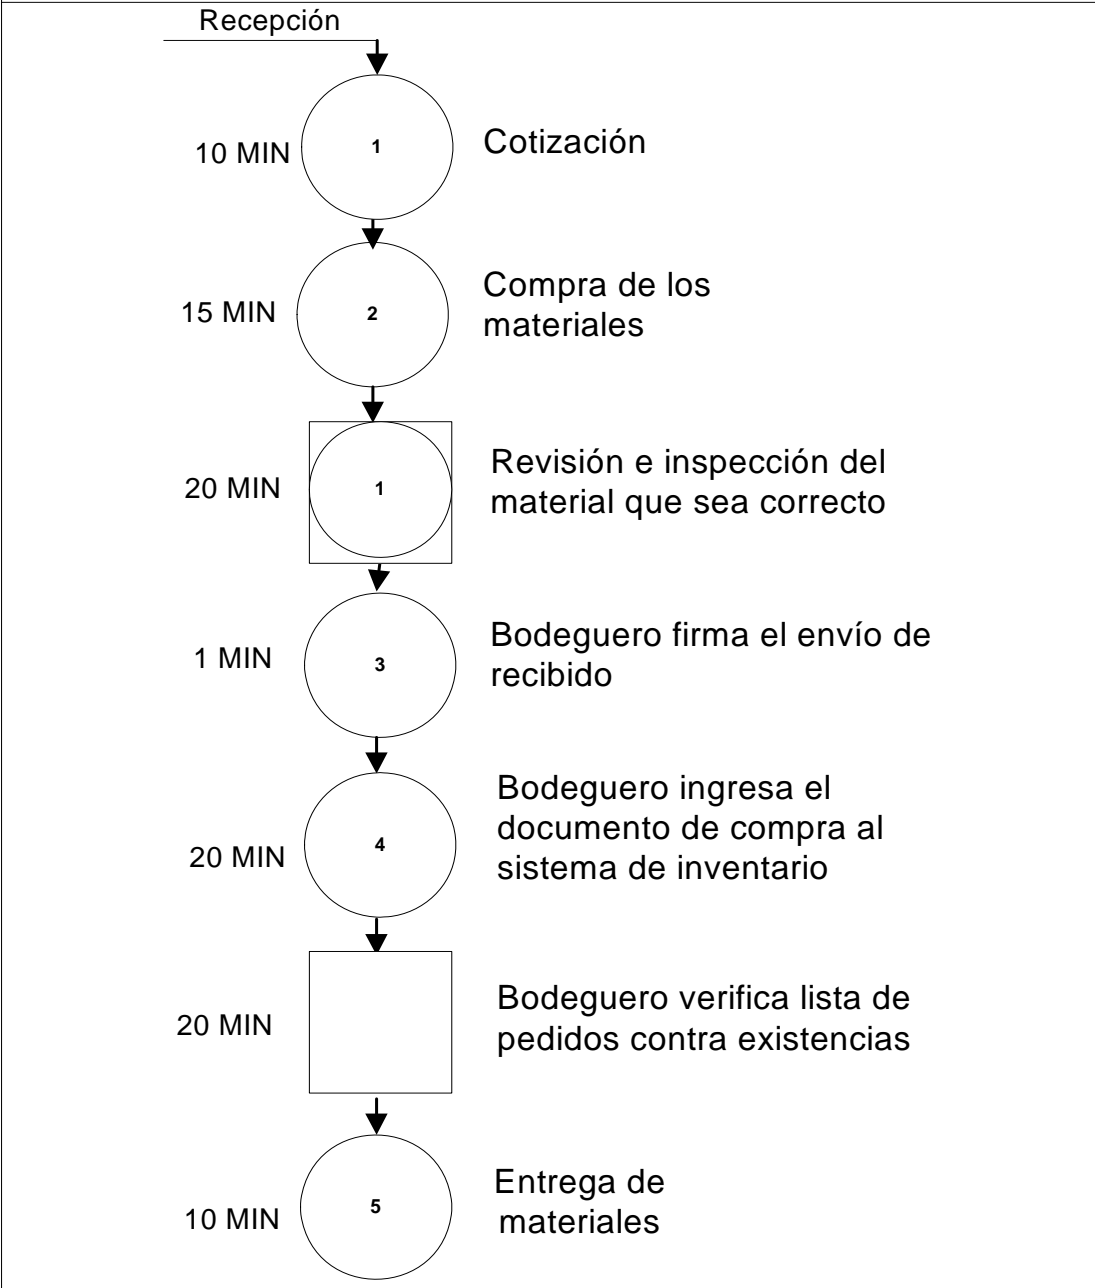 Recepción
10 MIN
1
Cotización
15 MIN
2
Compra de los
materiales
20 MIN
1
Revisión e inspección del
material que sea correcto
1 MIN
3
Bodeguero firma el envío de
recibido
20 MIN
4
Bodeguero ingresa el
documento de compra al
sistema de inventario
20 MIN
Bodeguero verifica lista de
pedidos contra existencias
10 MIN
5
Entrega de
materiales